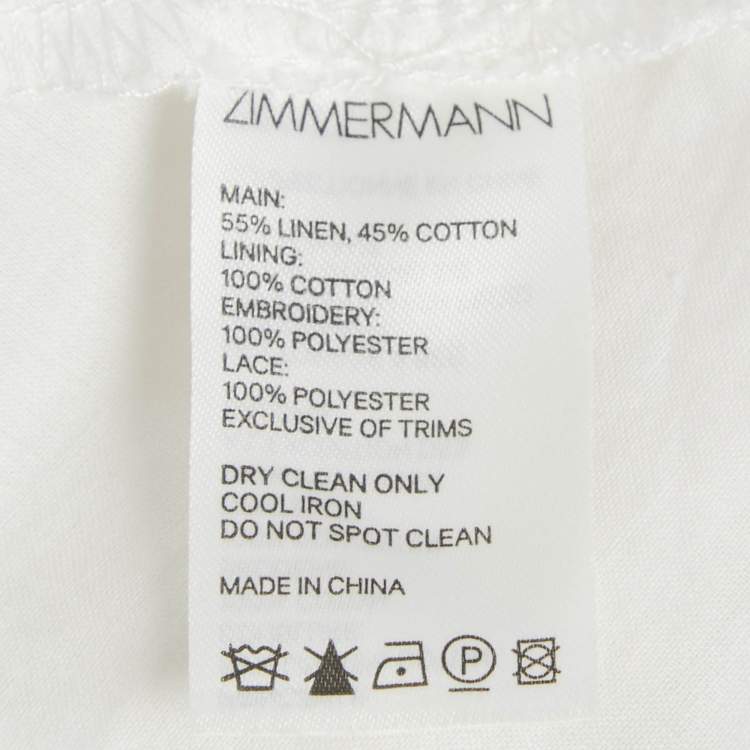 ZIMMERMANN
MAIN:
55% LINEN, 45% COTTON
LINING:
100% COTTON
EMBROIDERY:
100% POLYESTER
LACE:
100% POLYESTER
EXCLUSIVE OF TRIMS
DRY CLEAN ONLY
COOL IRON
DO NOT SPOT CLEAN
MADE IN CHINA
P